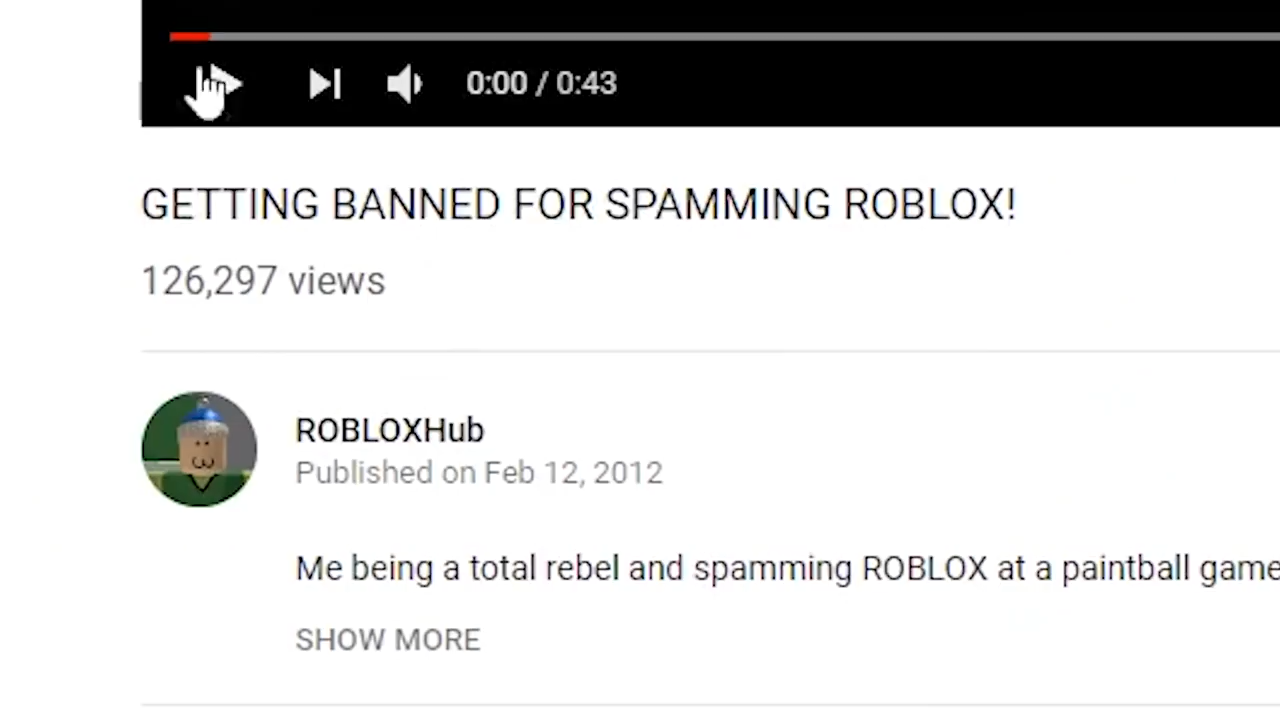 0:00 / 0:43
GETTING BANNED FOR SPAMMING ROBLOX!
126,297 views
ROBLOXHub
Published on Feb 12, 2012
Me being a total rebel and spamming ROBLOX at a paintball game
SHOW MORE